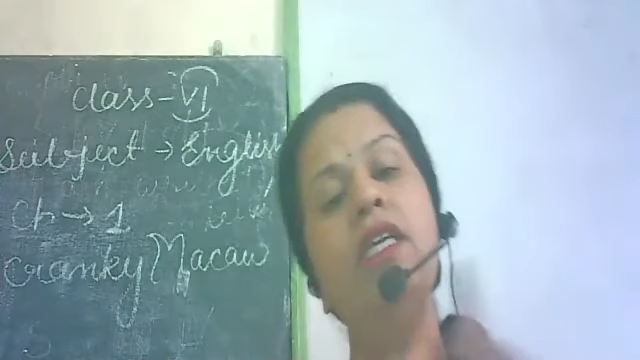 Class-VI
Subject → English
Ch → 1
Cranky Macaw